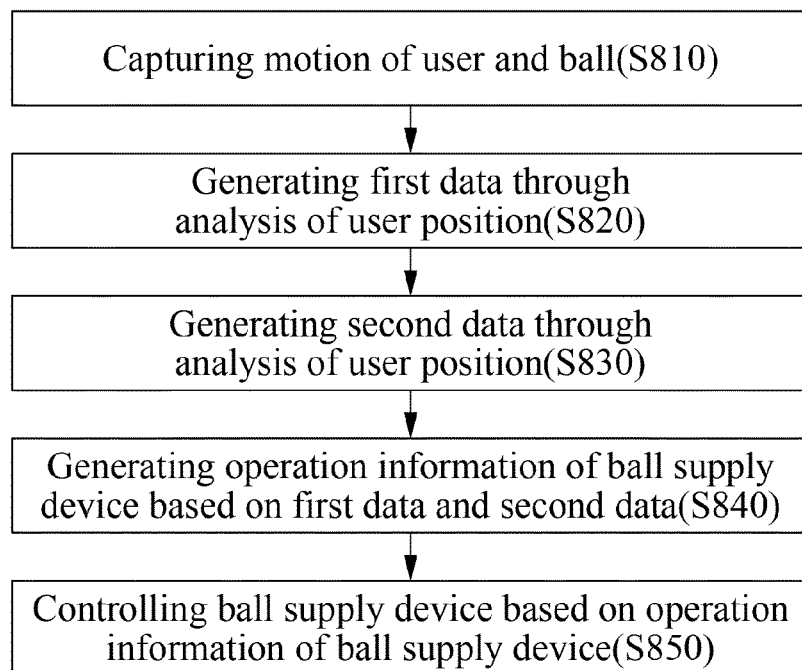 Capturing motion of user and ball(S810)
Generating first data through
analysis of user position(S820)
Generating second data through
analysis of user position(S830)
Generating operation information of ball supply
device based on first data and second data(S840)
Controlling ball supply device based on operation
information of ball supply device(S850)